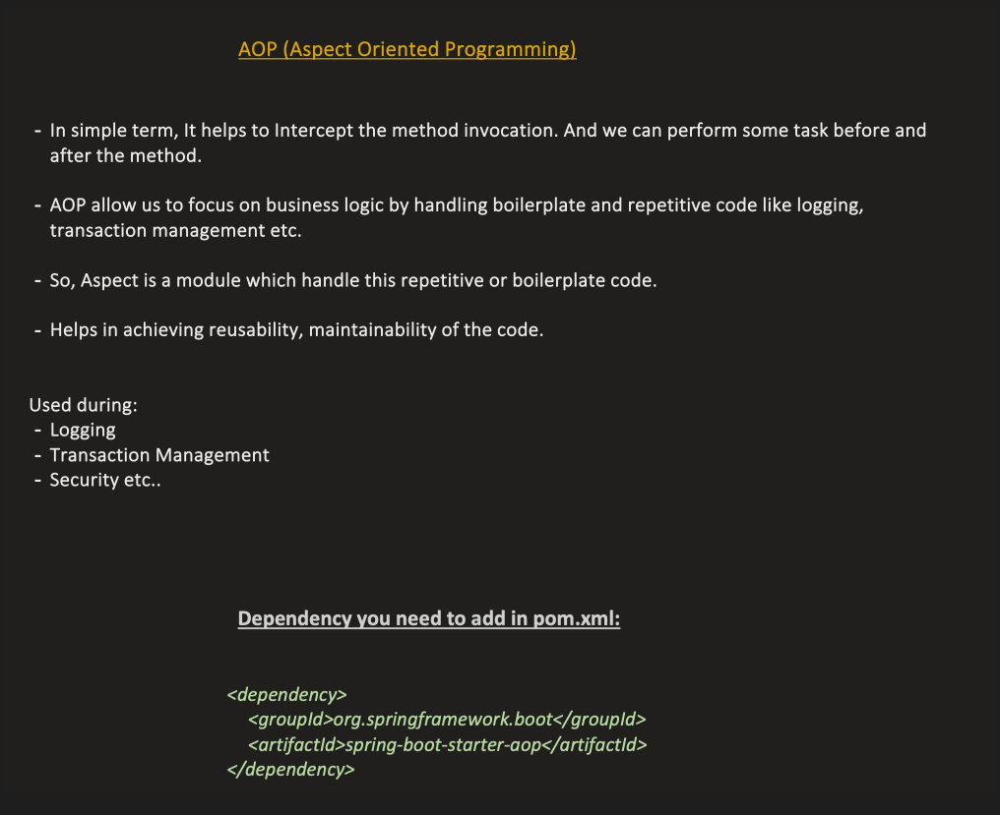 AOP (Aspect Oriented Programming)
- In simple term, It helps to Intercept the method invocation. And we can perform some task before and
after the method.
- AOP allow us to focus on business logic by handling boilerplate and repetitive code like logging,
transaction management etc.
- So, Aspect is a module which handle this repetitive or boilerplate code.
- Helps in achieving reusability, maintainability of the code.
Used during:
- Logging
- Transaction Management
- Security etc..
Dependency you need to add in pom.xml:
<dependency>
<groupId>org.springframework.boot</groupId>
<artifactId>spring-boot-starter-aop</artifactId>
</dependency>